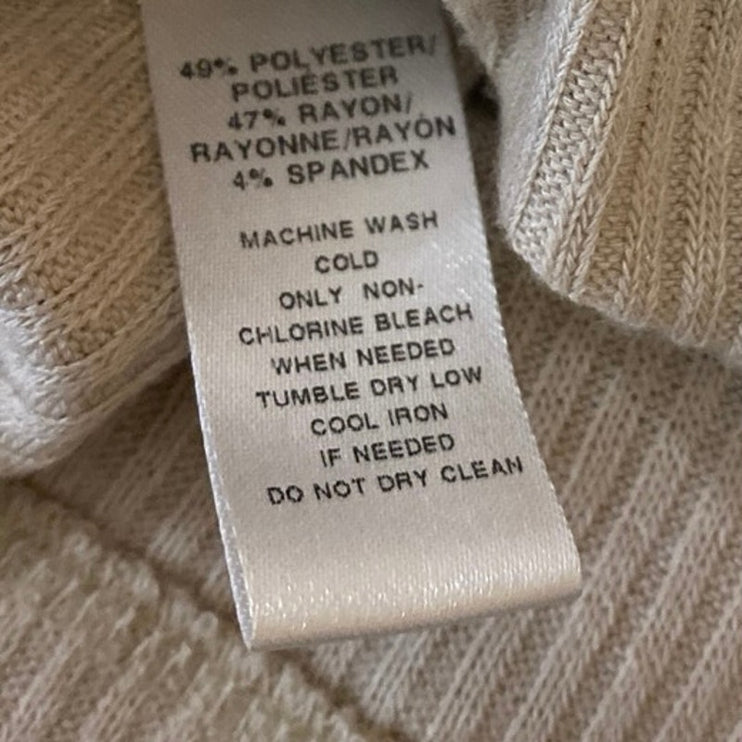 49% POLYESTER/
POLIÉSTER
47% RAYON/
RAYONNE/RAYÓN
4% SPANDEX
MACHINE WASH
COLD
ONLY NON-
CHLORINE BLEACH
WHEN NEEDED
TUMBLE DRY LOW
COOL IRON
IF NEEDED
DO NOT DRY CLEAN